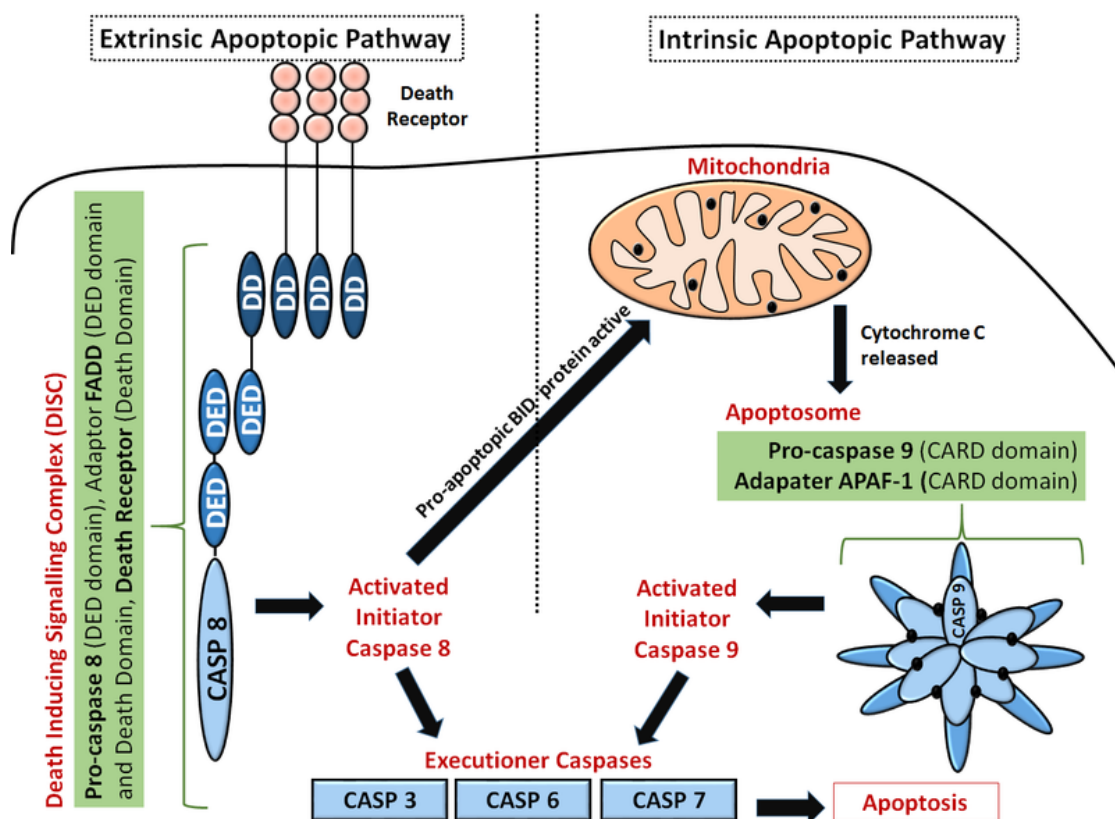 Extrinsic Apoptopic Pathway
Intrinsic Apoptopic Pathway
Death
Receptor
Mitochondria
DD
DD
DD
DD
DED
DED
DED
CASP 8
Death Inducing Signalling Complex (DISC)
Pro-caspase 8 (DED domain), Adaptor FADD (DED domain
and Death Domain, Death Receptor (Death Domain)
Pro-apoptopic BID- protein active
Cytochrome C
released
Apoptosome
Pro-caspase 9 (CARD domain)
Adapater APAF-1 (CARD domain)
CASP 9
Activated
Initiator
Caspase 8
Activated
Initiator
Caspase 9
Executioner Caspases
CASP 3
CASP 6
CASP 7
Apoptosis